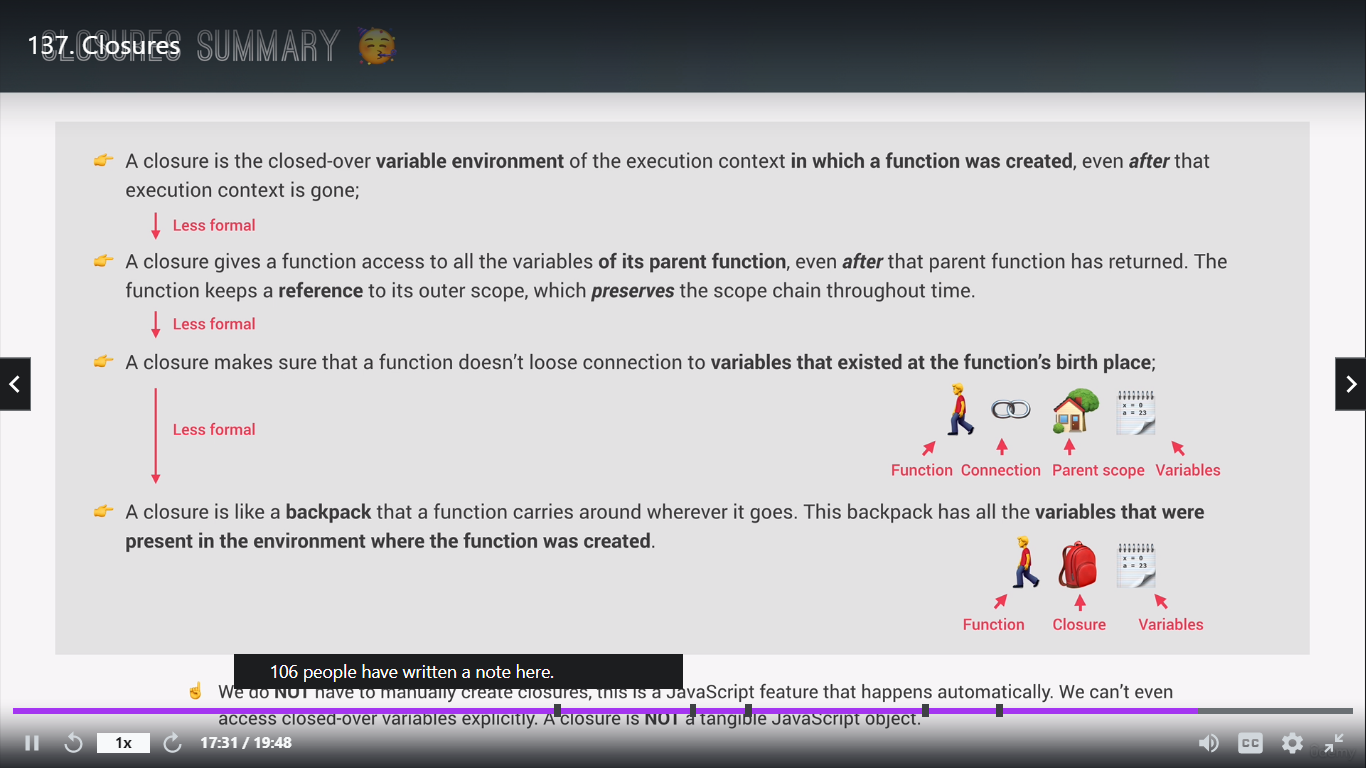 137. Closures
CLOSURES SUMMARY
A closure is the closed-over variable environment of the execution context in which a function was created, even after that
execution context is gone;
Less formal
A closure gives a function access to all the variables of its parent function, even after that parent function has returned. The
function keeps a reference to its outer scope, which preserves the scope chain throughout time.
Less formal
A closure makes sure that a function doesn’t loose connection to variables that existed at the function’s birth place;
x = 0
a = 23
Less formal
Function Connection Parent scope Variables
A closure is like a backpack that a function carries around wherever it goes. This backpack has all the variables that were
present in the environment where the function was created.
x = 0
a = 23
Function Closure Variables
106 people have written a note here.
We do NOT have to manually create closures, this is a JavaScript feature that happens automatically. We can’t even
access closed-over variables explicitly. A closure is NOT a tangible JavaScript object.
1x
17:31 / 19:48
CC